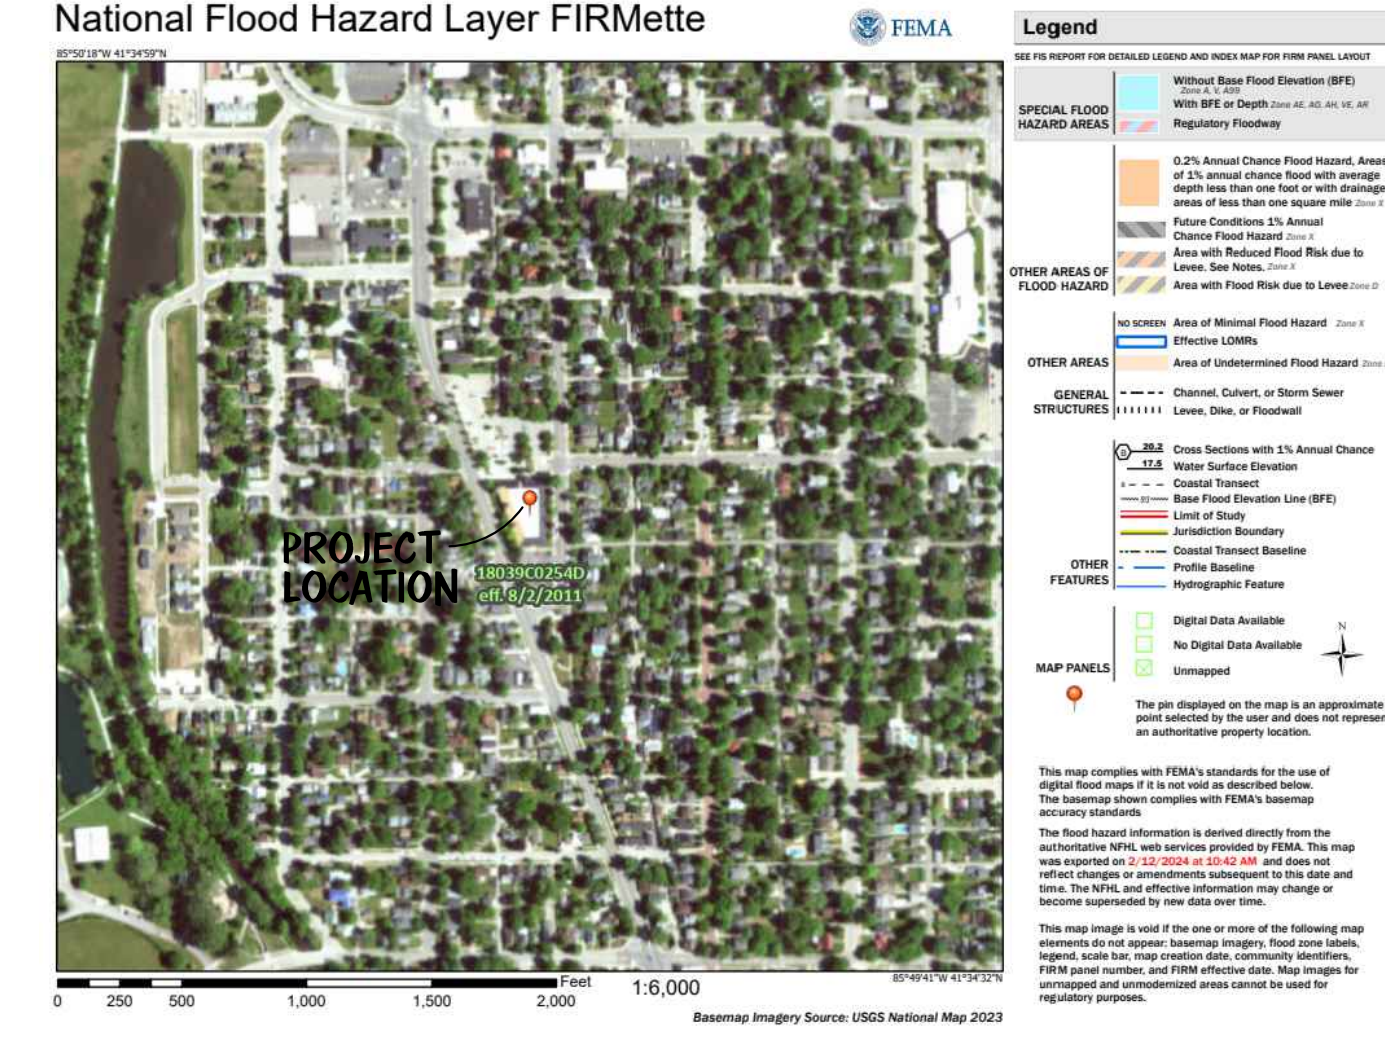 National Flood Hazard Layer FIRMette
FEMA
85°50'18"W 41°34'59"N
PROJECT
LOCATION
18039C0254D
eff. 8/2/2011
85°49'41"W 41°34'32"N
0 250 500 1,000 1,500 2,000
Feet
1:6,000
Basemap Imagery Source: USGS National Map 2023
Legend
SEE FIS REPORT FOR DETAILED LEGEND AND INDEX MAP FOR FIRM PANEL LAYOUT
SPECIAL FLOOD
HAZARD AREAS
Without Base Flood Elevation (BFE)
Zone A, V, A99
With BFE or Depth Zone AE, AO, AH, VE, AR
Regulatory Floodway
OTHER AREAS OF
FLOOD HAZARD
0.2% Annual Chance Flood Hazard, Areas
of 1% annual chance flood with average
depth less than one foot or with drainage
areas of less than one square mile Zone X
Future Conditions 1% Annual
Chance Flood Hazard Zone X
Area with Reduced Flood Risk due to
Levee. See Notes. Zone X
Area with Flood Risk due to Levee Zone D
OTHER AREAS
NO SCREEN Area of Minimal Flood Hazard Zone X
Effective LOMRs
Area of Undetermined Flood Hazard Zone
GENERAL
STRUCTURES
Channel, Culvert, or Storm Sewer
Levee, Dike, or Floodwall
OTHER
FEATURES
B 20.2 Cross Sections with 1% Annual Chance
17.5 Water Surface Elevation
8 Coastal Transect
513 Base Flood Elevation Line (BFE)
Limit of Study
Jurisdiction Boundary
Coastal Transect Baseline
Profile Baseline
Hydrographic Feature
MAP PANELS
Digital Data Available
No Digital Data Available
Unmapped
N
The pin displayed on the map is an approximate
point selected by the user and does not represen
an authoritative property location.
This map complies with FEMA's standards for the use of
digital flood maps if it is not void as described below.
The basemap shown complies with FEMA's basemap
accuracy standards
The flood hazard information is derived directly from the
authoritative NFHL web services provided by FEMA. This map
was exported on 2/12/2024 at 10:42 AM and does not
reflect changes or amendments subsequent to this date and
time. The NFHL and effective information may change or
become superseded by new data over time.
This map image is void if the one or more of the following map
elements do not appear: basemap imagery, flood zone labels,
legend, scale bar, map creation date, community identifiers,
FIRM panel number, and FIRM effective date. Map images for
unmapped and unmodernized areas cannot be used for
regulatory purposes.